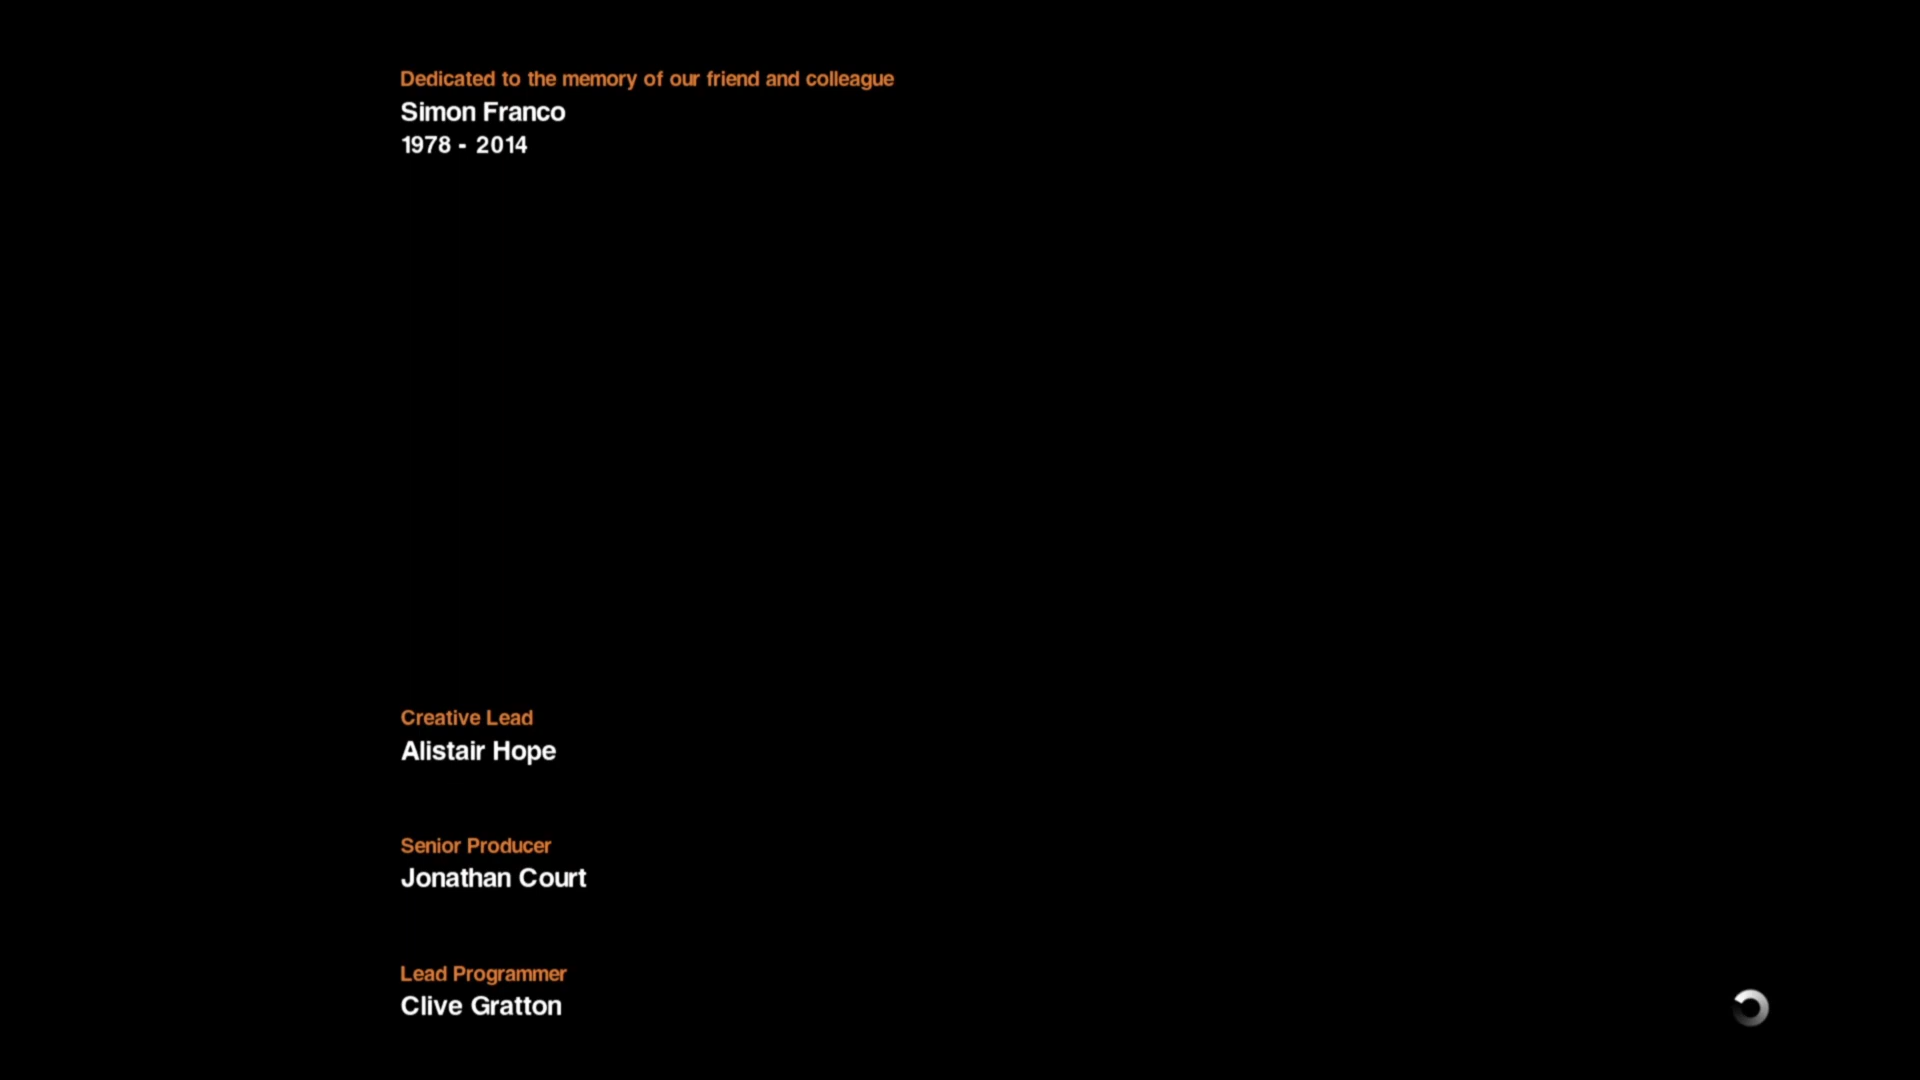 Dedicated to the memory of our friend and colleague
Simon Franco
1978 - 2014
Creative Lead
Alistair Hope
Senior Producer
Jonathan Court
Lead Programmer
Clive Gratton